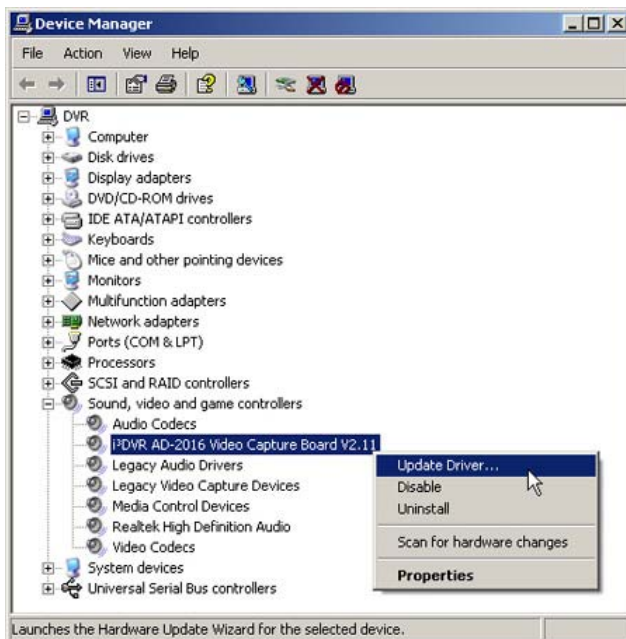 Device Manager
File Action View Help
DVR
Computer
Disk drives
Display adapters
DVD/CD-ROM drives
IDE ATA/ATAPI controllers
Keyboards
Mice and other pointing devices
Monitors
Multifunction adapters
Network adapters
Ports (COM & LPT)
Processors
SCSI and RAID controllers
Sound, video and game controllers
Audio Codecs
i³DVR AD-2016 Video Capture Board V2.11
Legacy Audio Drivers
Legacy Video Capture Devices
Media Control Devices
Realtek High Definition Audio
Video Codecs
System devices
Universal Serial Bus controllers
Update Driver...
Disable
Uninstall
Scan for hardware changes
Properties
Launches the Hardware Update Wizard for the selected device.